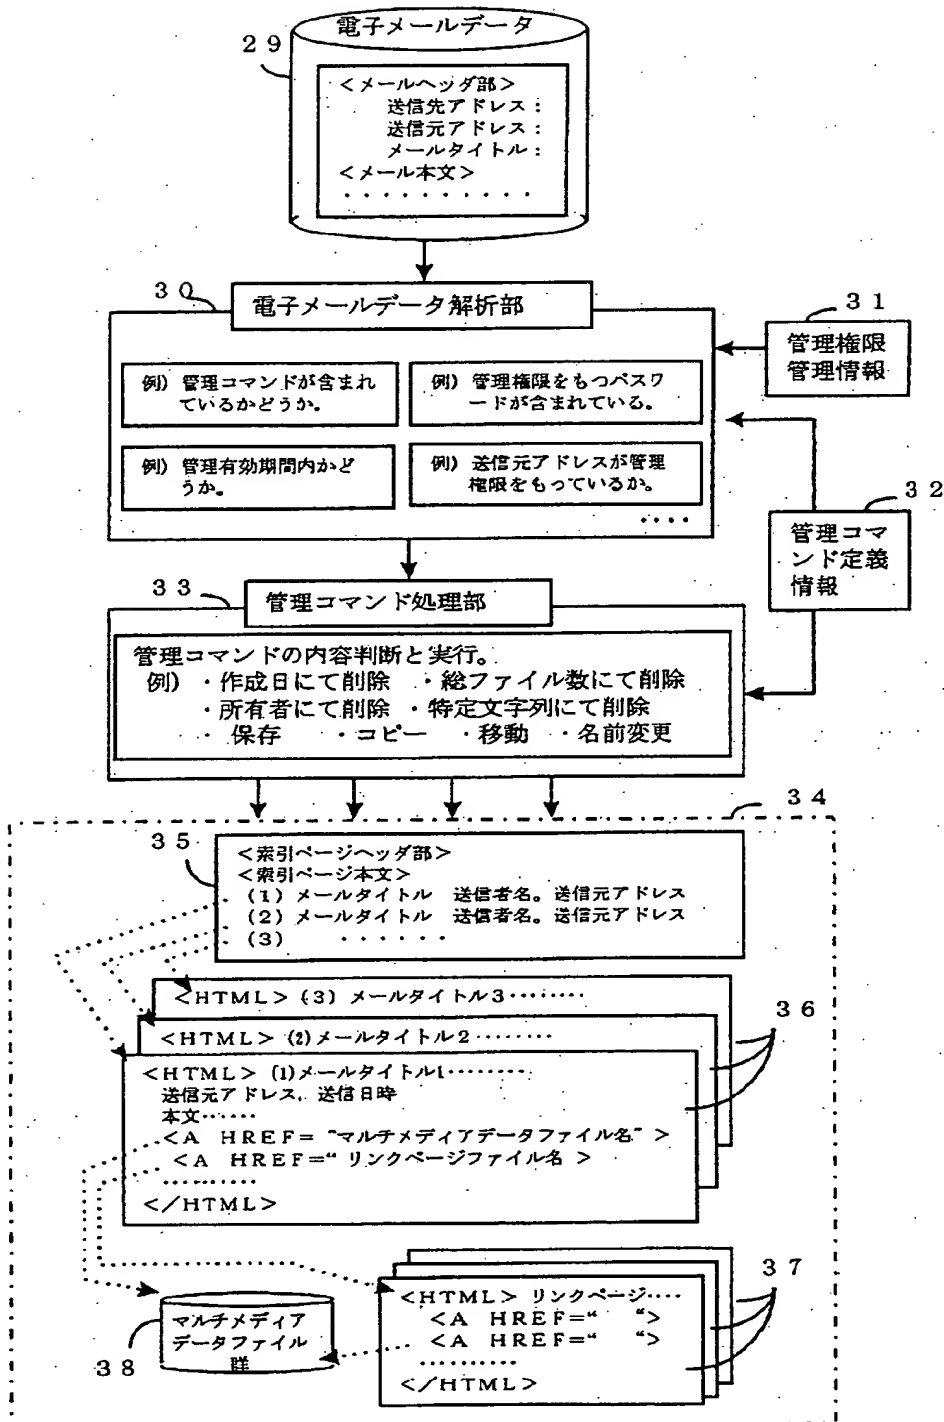 電子メールデータ
29
<メールヘッダ部>
送信先アドレス:
送信元アドレス:
メールタイトル:
<メール本文>
・・・・・・・・・・
30
電子メールデータ解析部
31
管理権限
管理情報
例) 管理コマンドが含まれ
ているかどうか。
例) 管理権限をもつパスワ
ードが含まれている。
例) 管理有効期間内かど
うか。
例) 送信元アドレスが管理
権限をもっているか。
・・・・
32
管理コマ
ンド定義
情報
33
管理コマンド処理部
管理コマンドの内容判断と実行。
例) ・作成日にて削除 ・総ファイル数にて削除
・所有者にて削除 ・特定文字列にて削除
・保存 ・コピー ・移動 ・名前変更
34
35
<索引ページヘッダ部>
<索引ページ本文>
(1) メールタイトル 送信者名。送信元アドレス
(2) メールタイトル 送信者名。送信元アドレス
(3) ・・・・・・
<HTML> (3) メールタイトル3・・・・・・・・
36
<HTML> (2)メールタイトル2・・・・・・・・
<HTML> (1)メールタイトル1・・・・・・・・
送信元アドレス, 送信日時
本文・・・・・・
<A HREF= "マルチメディアデータファイル名" >
<A HREF=“ リンクページファイル名 >
・・・・・・・・・・
</HTML>
37
<HTML> リンクページ・・・・
<A HREF=“ “>
<A HREF=“ “>
・・・・・・・・・・
</HTML>
38
マルチメディア
データファイル
群